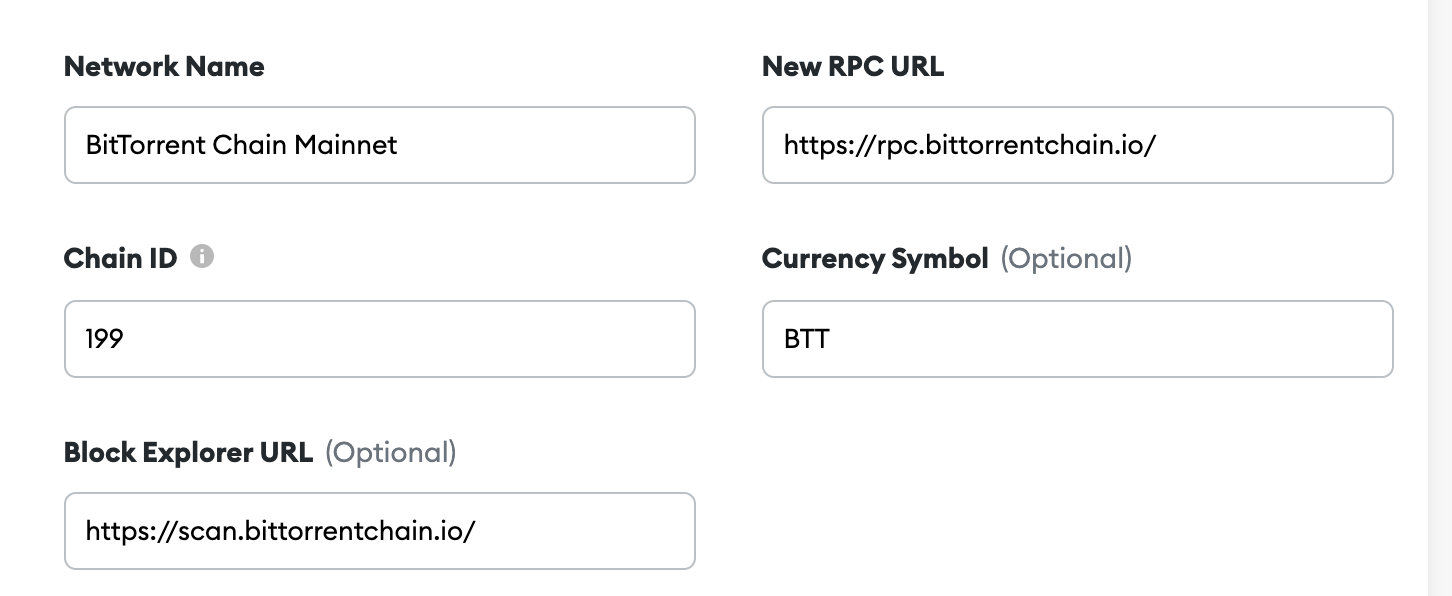 Network Name
BitTorrent Chain Mainnet
New RPC URL
https://rpc.bittorrentchain.io/
Chain ID
199
Currency Symbol (Optional)
BTT
Block Explorer URL (Optional)
https://scan.bittorrentchain.io/